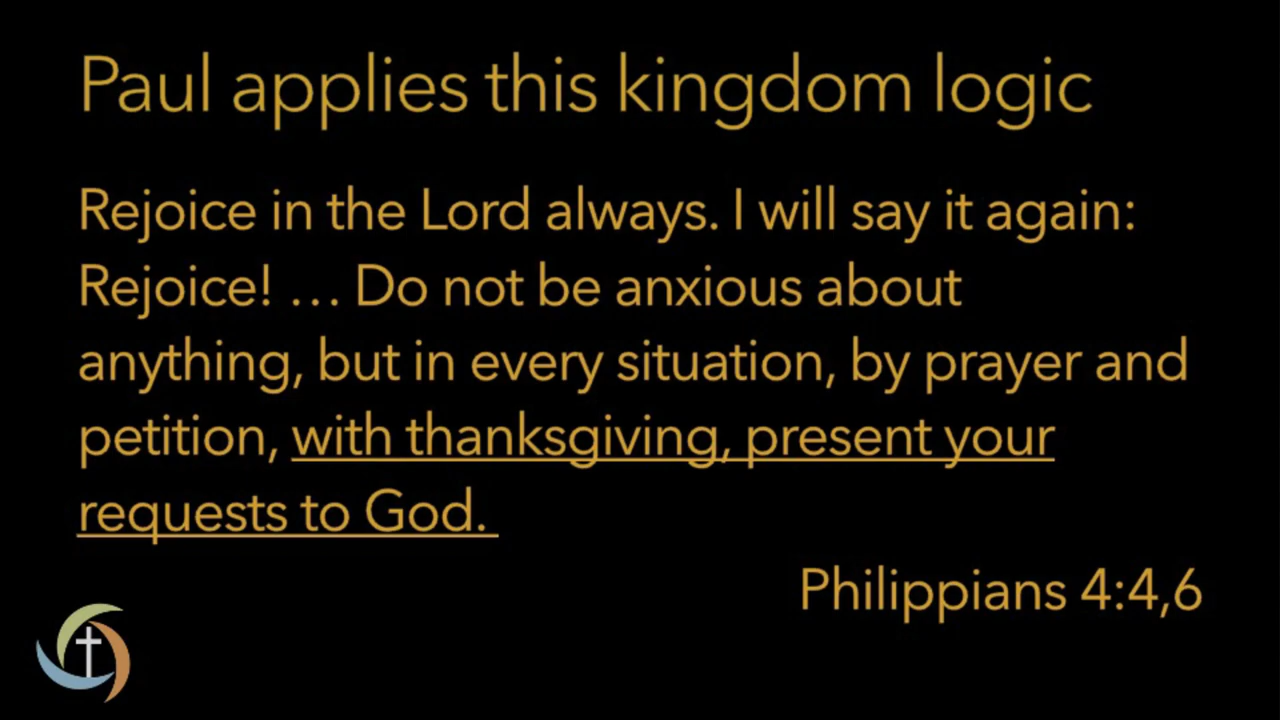 Paul applies this kingdom logic
Rejoice in the Lord always. I will say it again:
Rejoice! … Do not be anxious about
anything, but in every situation, by prayer and
petition, with thanksgiving, present your
requests to God.
Philippians 4:4,6